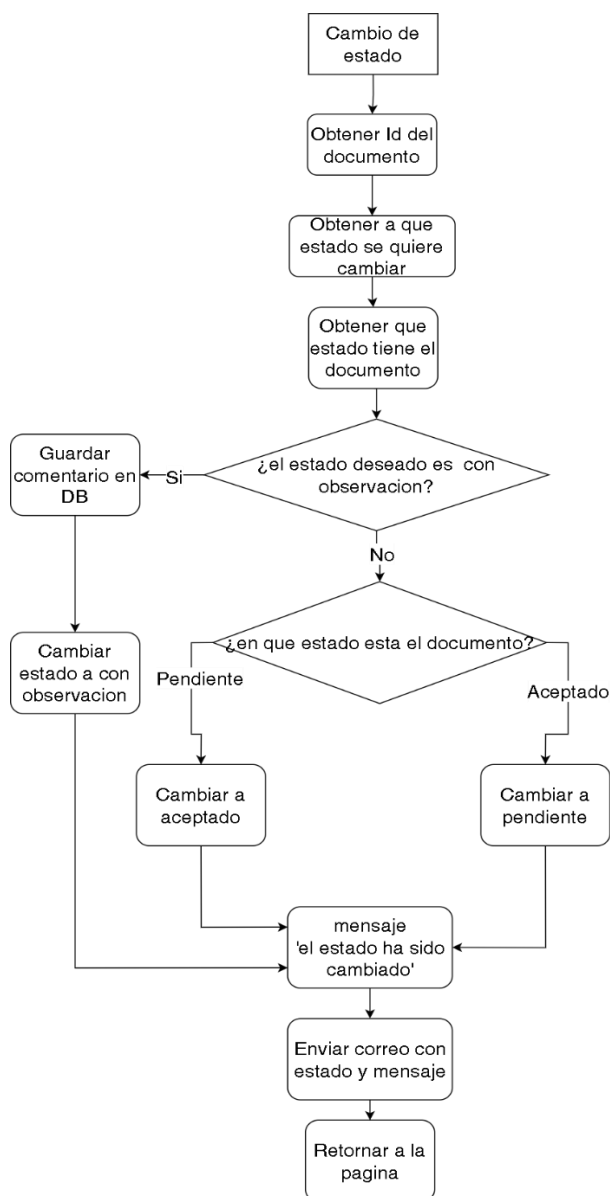 Cambio de
estado
Obtener Id del
documento
Obtener a que
estado se quiere
cambiar
Obtener que
estado tiene el
documento
¿el estado deseado es con
observacion?
Si
Guardar
comentario en
DB
No
Cambiar
estado a con
observacion
¿en que estado esta el documento?
Pendiente
Aceptado
Cambiar a
aceptado
Cambiar a
pendiente
mensaje
'el estado ha sido
cambiado'
Enviar correo con
estado y mensaje
Retornar a la
pagina